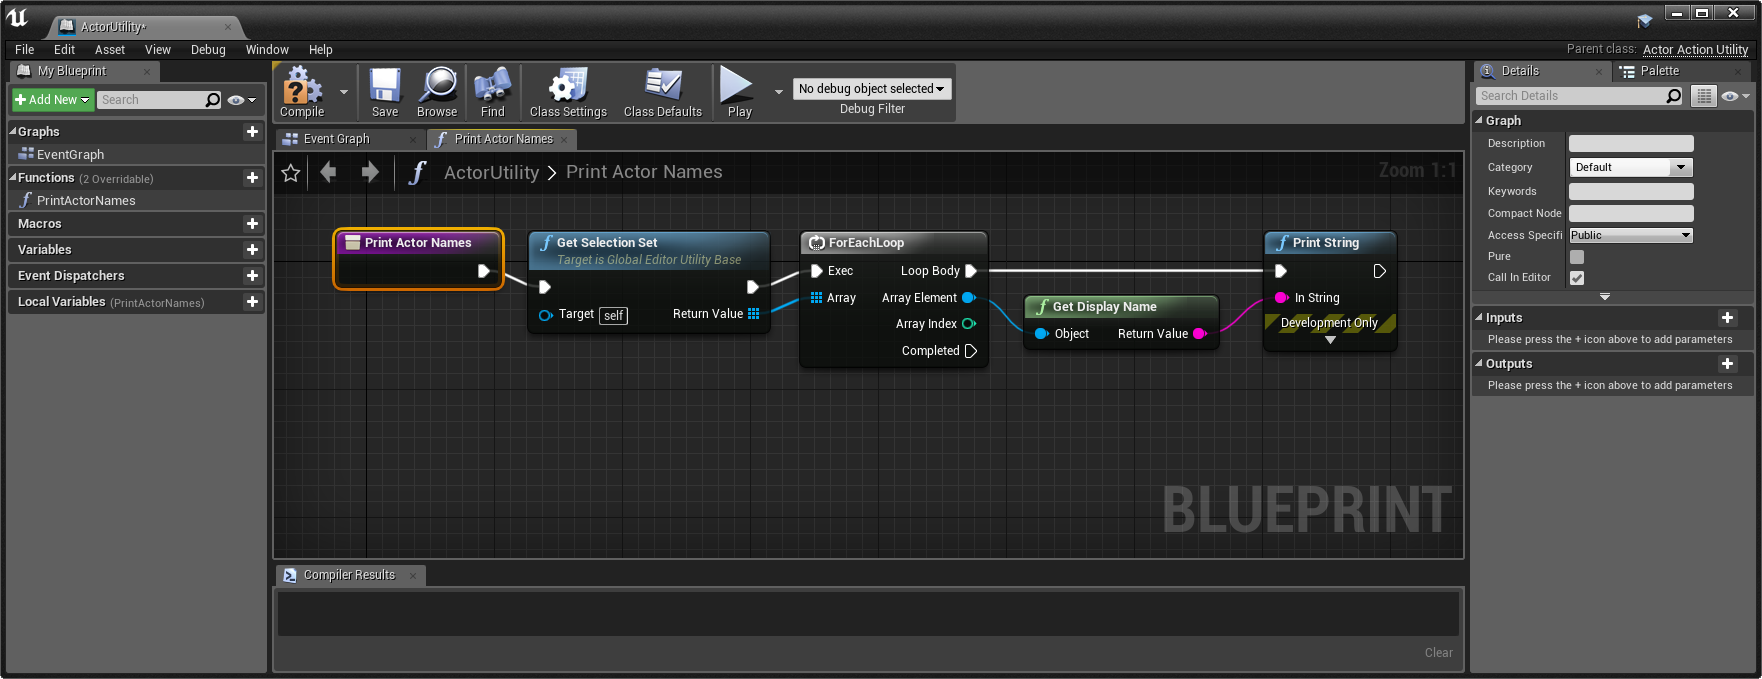 ActorUtility*
File Edit Asset View Debug Window Help
Parent class: Actor Action Utility
My Blueprint
Add New
Search
Graphs
EventGraph
Functions (2 Overridable)
PrintActorNames
Macros
Variables
Event Dispatchers
Local Variables (PrintActorNames)
Compile
Save
Browse
Find
Class Settings
Class Defaults
Play
No debug object selected
Debug Filter
Event Graph
Print Actor Names
ActorUtility > Print Actor Names
Zoom 1:1
Print Actor Names
Get Selection Set
Target is Global Editor Utility Base
Target self
Return Value
ForEachLoop
Exec Loop Body
Array Array Element
Array Index
Completed
Get Display Name
Object Return Value
Print String
In String
Development Only
BLUEPRINT
Compiler Results
Clear
Details
Palette
Search Details
Graph
Description
Category Default
Keywords
Compact Node
Access Specifi Public
Pure
Call In Editor
Inputs
Please press the + icon above to add parameters
Outputs
Please press the + icon above to add parameters